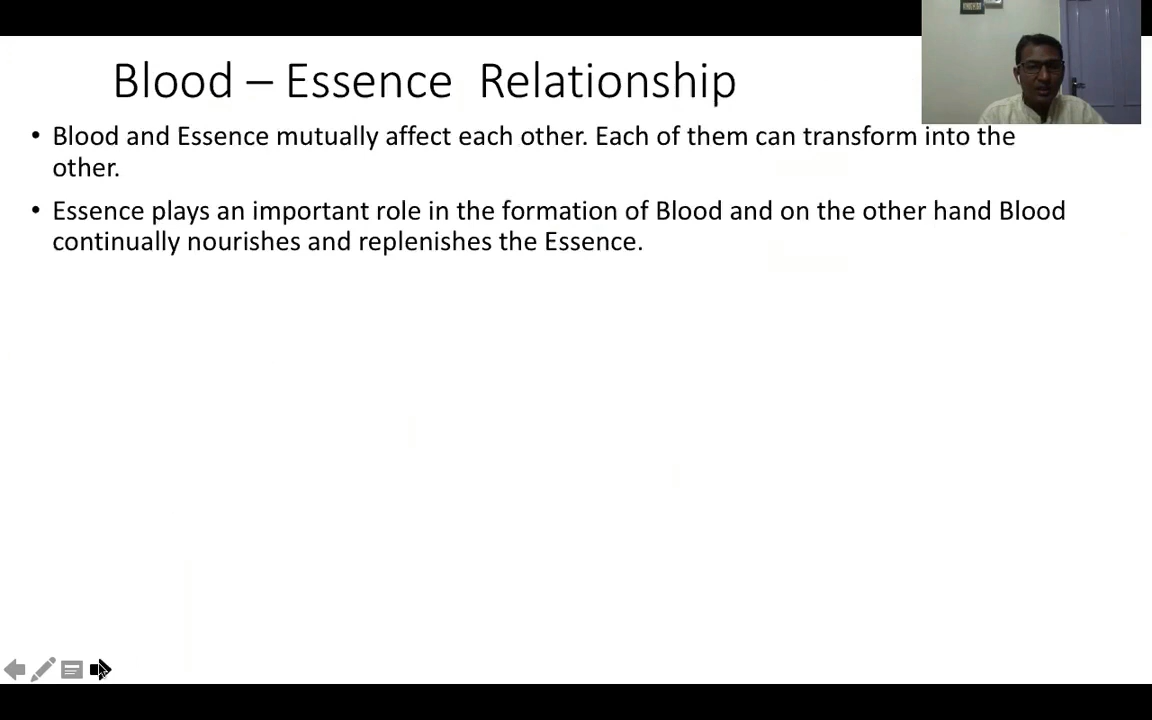 Blood – Essence Relationship
• Blood and Essence mutually affect each other. Each of them can transform into the
other.
• Essence plays an important role in the formation of Blood and on the other hand Blood
continually nourishes and replenishes the Essence.